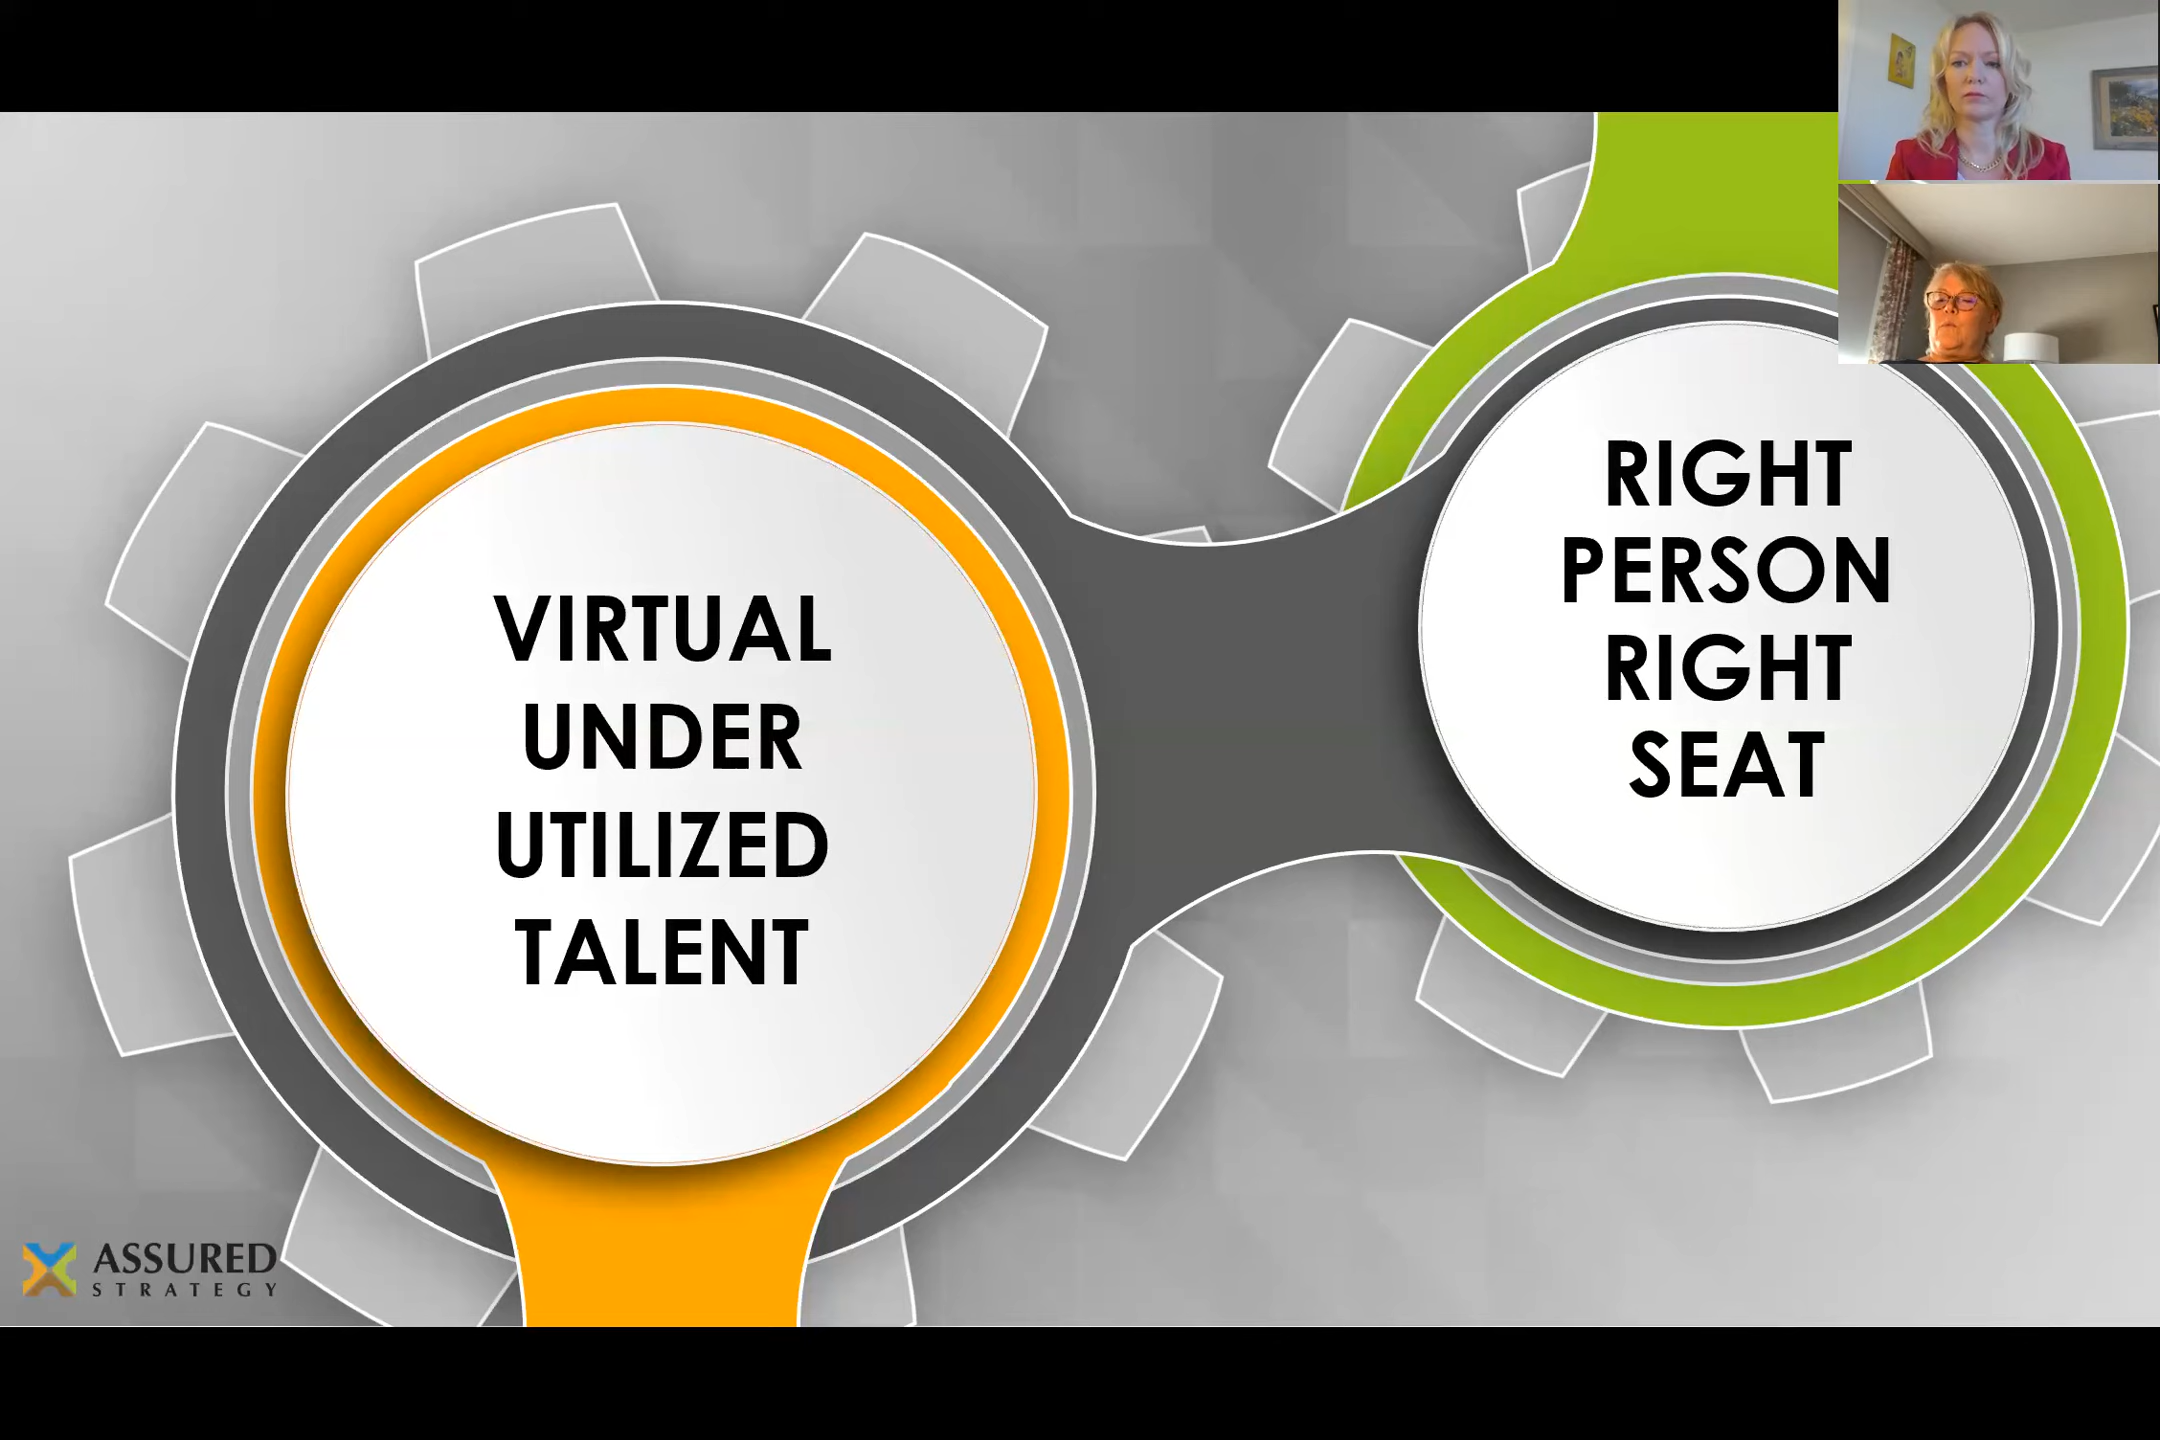 VIRTUAL
UNDER
UTILIZED
TALENT
RIGHT
PERSON
RIGHT
SEAT
ASSURED
STRATEGY